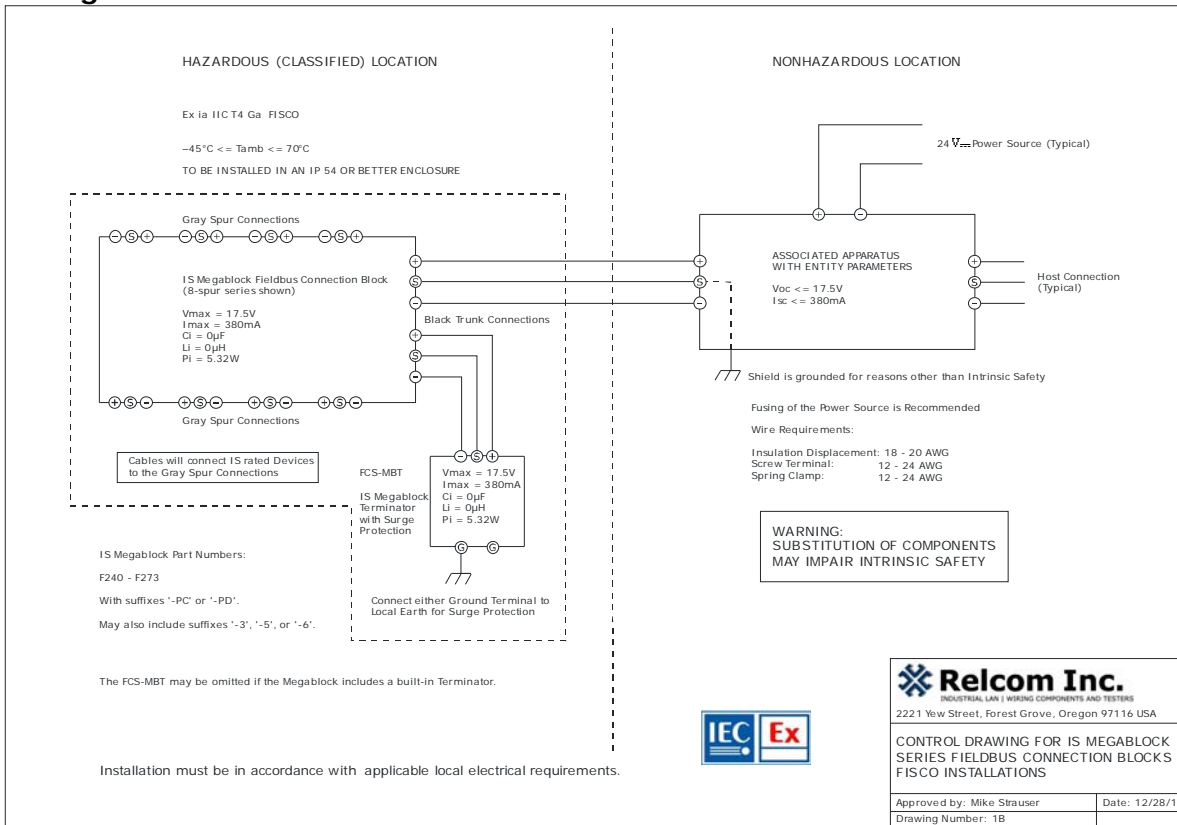 HAZARDOUS (CLASSIFIED) LOCATION
NONHAZARDOUS LOCATION
Ex ia IIC T4 Ga FISCO
–45°C <= Tamb <= 70°C
TO BE INSTALLED IN AN IP 54 OR BETTER ENCLOSURE
24 V Power Source (Typical)
+
−
Gray Spur Connections
− S + − S + − S + − S +
IS Megablock Fieldbus Connection Block
(8-spur series shown)
Vmax = 17.5V
Imax = 380mA
Ci = 0µF
Li = 0µH
Pi = 5.32W
+
S
−
+
S
−
Black Trunk Connections
+ S − + S − + S − + S −
Gray Spur Connections
+
S
−
ASSOCIATED APPARATUS
WITH ENTITY PARAMETERS
Voc <= 17.5V
Isc <= 380mA
+
S
−
Host Connection
(Typical)
Shield is grounded for reasons other than Intrinsic Safety
Fusing of the Power Source is Recommended
Wire Requirements:
Insulation Displacement: 18 - 20 AWG
Screw Terminal: 12 - 24 AWG
Spring Clamp: 12 - 24 AWG
Cables will connect IS rated Devices
to the Gray Spur Connections
FCS-MBT
IS Megablock
Terminator
with Surge
Protection
− S +
Vmax = 17.5V
Imax = 380mA
Ci = 0µF
Li = 0µH
Pi = 5.32W
G G
Connect either Ground Terminal to
Local Earth for Surge Protection
WARNING:
SUBSTITUTION OF COMPONENTS
MAY IMPAIR INTRINSIC SAFETY
IS Megablock Part Numbers:
F240 - F273
With suffixes '-PC' or '-PD'.
May also include suffixes '-3', '-5', or '-6'.
The FCS-MBT may be omitted if the Megablock includes a built-in Terminator.
Installation must be in accordance with applicable local electrical requirements.
IEC Ex
Relcom Inc.
INDUSTRIAL LAN | WIRING COMPONENTS AND TESTERS
2221 Yew Street, Forest Grove, Oregon 97116 USA
CONTROL DRAWING FOR IS MEGABLOCK
SERIES FIELDBUS CONNECTION BLOCKS
FISCO INSTALLATIONS
Approved by: Mike Strauser
Date: 12/28/1
Drawing Number: 1B